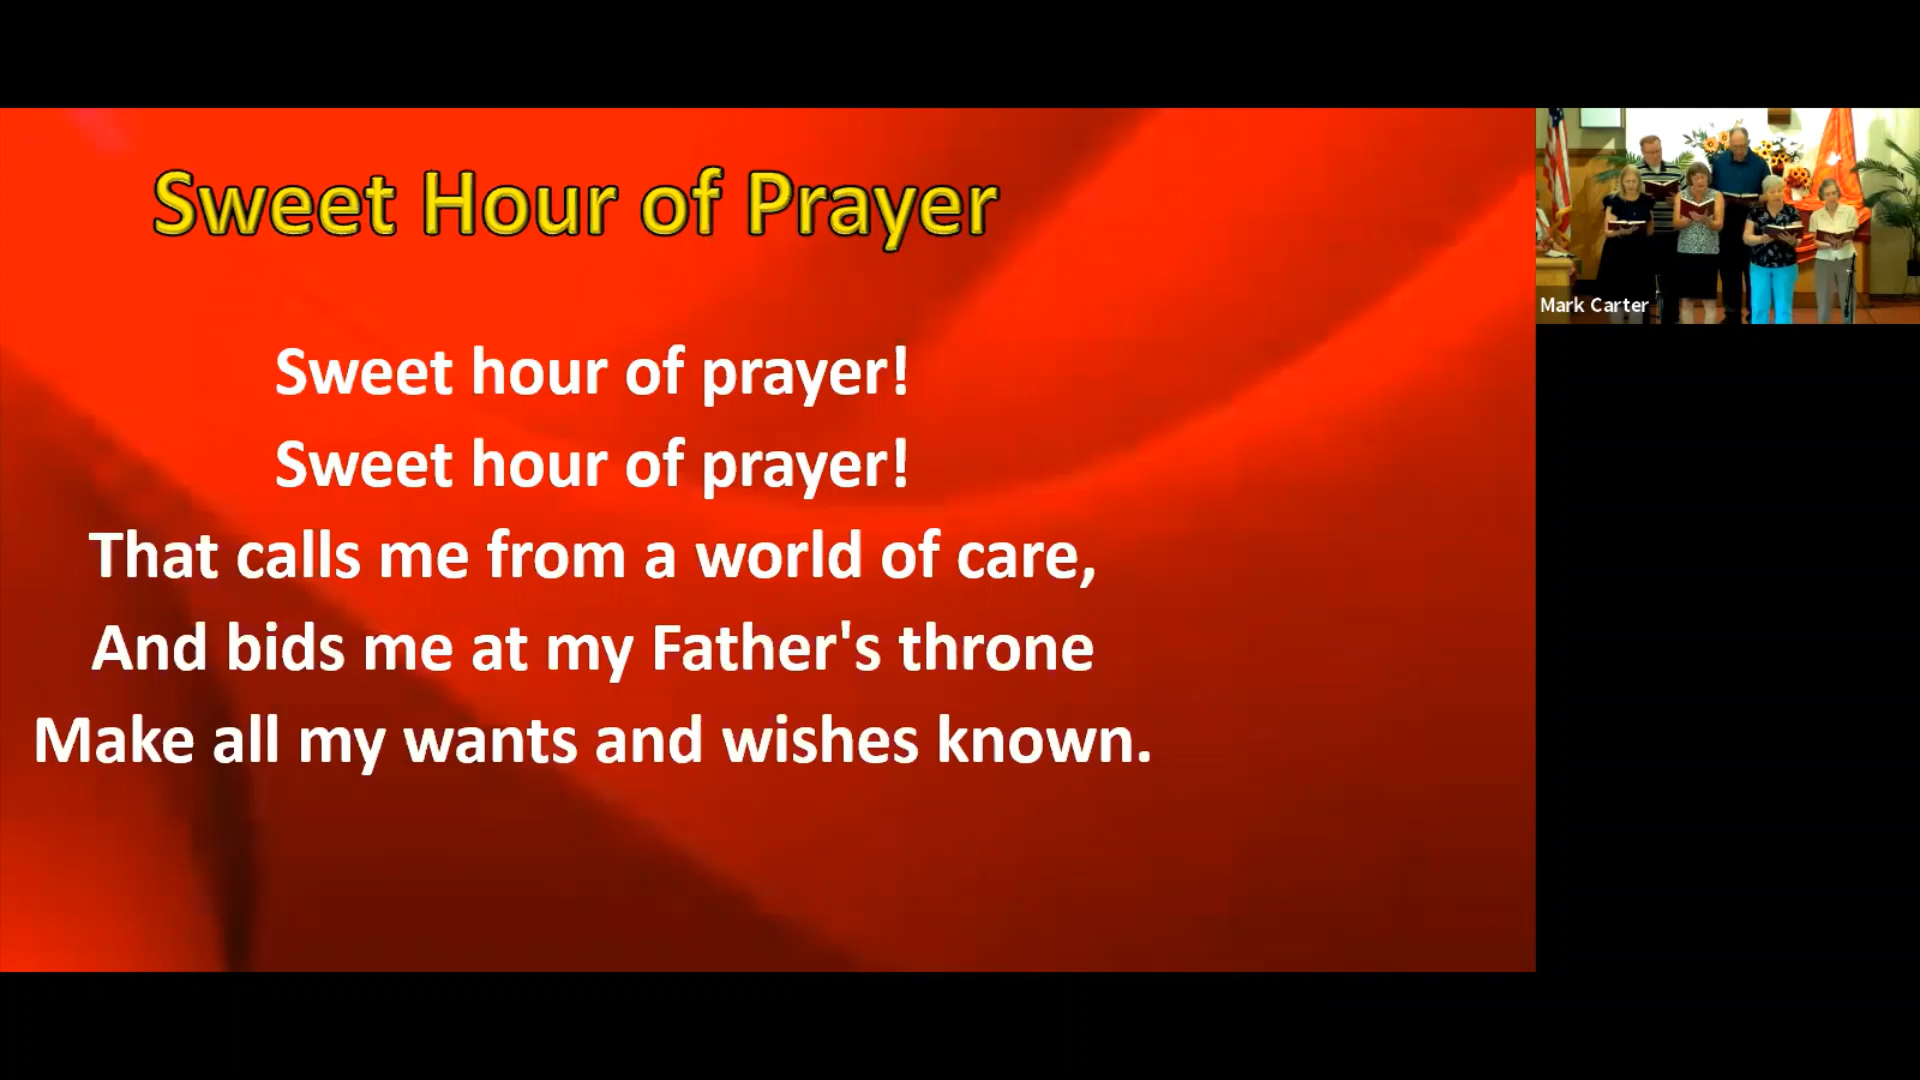 Sweet Hour of Prayer
Sweet hour of prayer!
Sweet hour of prayer!
That calls me from a world of care,
And bids me at my Father's throne
Make all my wants and wishes known.
Mark Carter